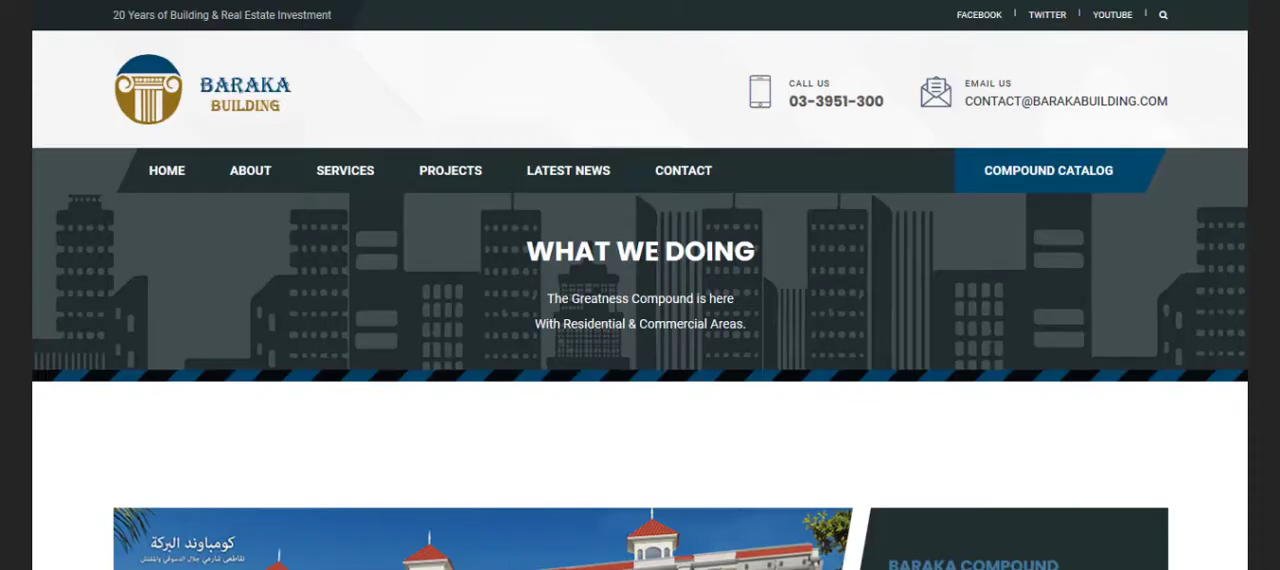 20 Years of Building & Real Estate Investment
FACEBOOK
TWITTER
YOUTUBE
BARAKA
BUILDING
CALL US
03-3951-300
EMAIL US
CONTACT@BARAKABUILDING.COM
HOME
ABOUT
SERVICES
PROJECTS
LATEST NEWS
CONTACT
COMPOUND CATALOG
WHAT WE DOING
The Greatness Compound is here
With Residential & Commercial Areas.
كومباوند البركة
BARAKA COMPOUND